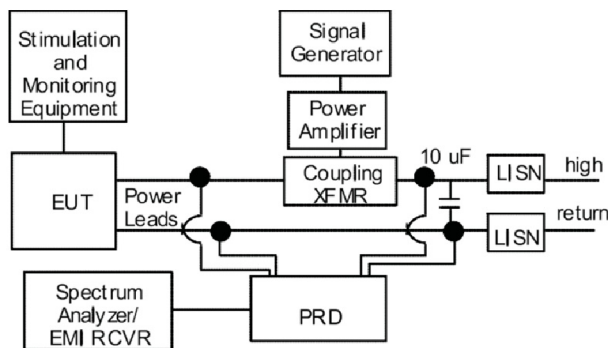 Stimulation
and
Monitoring
Equipment
Signal
Generator
Power
Amplifier
Coupling
XFMR
10 uF
LISN
high
EUT
Power
Leads
return
LISN
Spectrum
Analyzer/
EMI RCVR
PRD